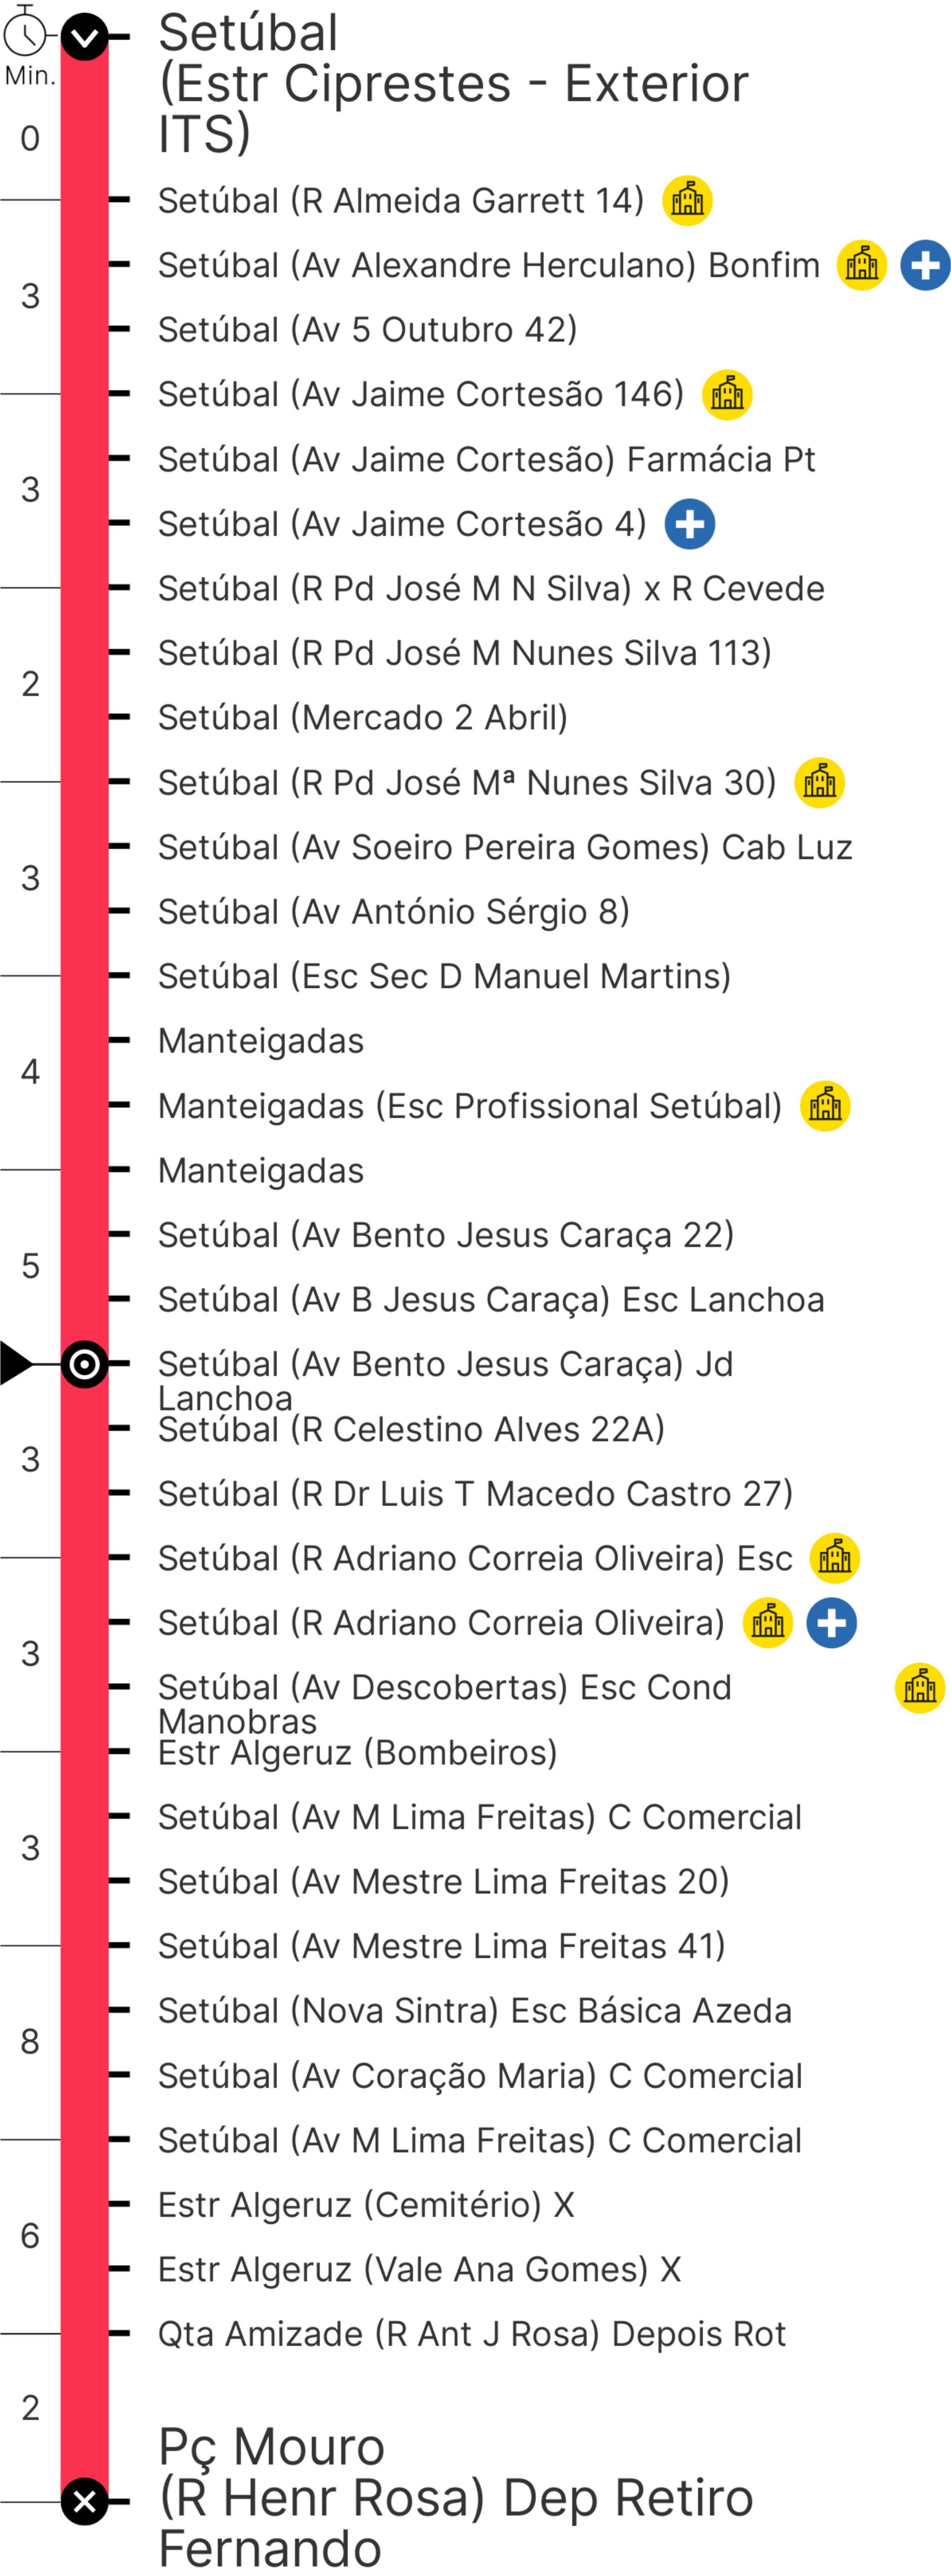 Setúbal
(Estr Ciprestes - Exterior
ITS)
Min.
0
Setúbal (R Almeida Garrett 14)
Setúbal (Av Alexandre Herculano) Bonfim
3
Setúbal (Av 5 Outubro 42)
Setúbal (Av Jaime Cortesão 146)
Setúbal (Av Jaime Cortesão) Farmácia Pt
3
Setúbal (Av Jaime Cortesão 4)
Setúbal (R Pd José M N Silva) x R Cevede
Setúbal (R Pd José M Nunes Silva 113)
2
Setúbal (Mercado 2 Abril)
Setúbal (R Pd José Mª Nunes Silva 30)
Setúbal (Av Soeiro Pereira Gomes) Cab Luz
3
Setúbal (Av António Sérgio 8)
Setúbal (Esc Sec D Manuel Martins)
Manteigadas
4
Manteigadas (Esc Profissional Setúbal)
Manteigadas
Setúbal (Av Bento Jesus Caraça 22)
5
Setúbal (Av B Jesus Caraça) Esc Lanchoa
Setúbal (Av Bento Jesus Caraça) Jd
Lanchoa
Setúbal (R Celestino Alves 22A)
3
Setúbal (R Dr Luis T Macedo Castro 27)
Setúbal (R Adriano Correia Oliveira) Esc
Setúbal (R Adriano Correia Oliveira)
3
Setúbal (Av Descobertas) Esc Cond
Manobras
Estr Algeruz (Bombeiros)
Setúbal (Av M Lima Freitas) C Comercial
3
Setúbal (Av Mestre Lima Freitas 20)
Setúbal (Av Mestre Lima Freitas 41)
Setúbal (Nova Sintra) Esc Básica Azeda
8
Setúbal (Av Coração Maria) C Comercial
Setúbal (Av M Lima Freitas) C Comercial
Estr Algeruz (Cemitério) X
6
Estr Algeruz (Vale Ana Gomes) X
Qta Amizade (R Ant J Rosa) Depois Rot
2
Pç Mouro
(R Henr Rosa) Dep Retiro
Fernando